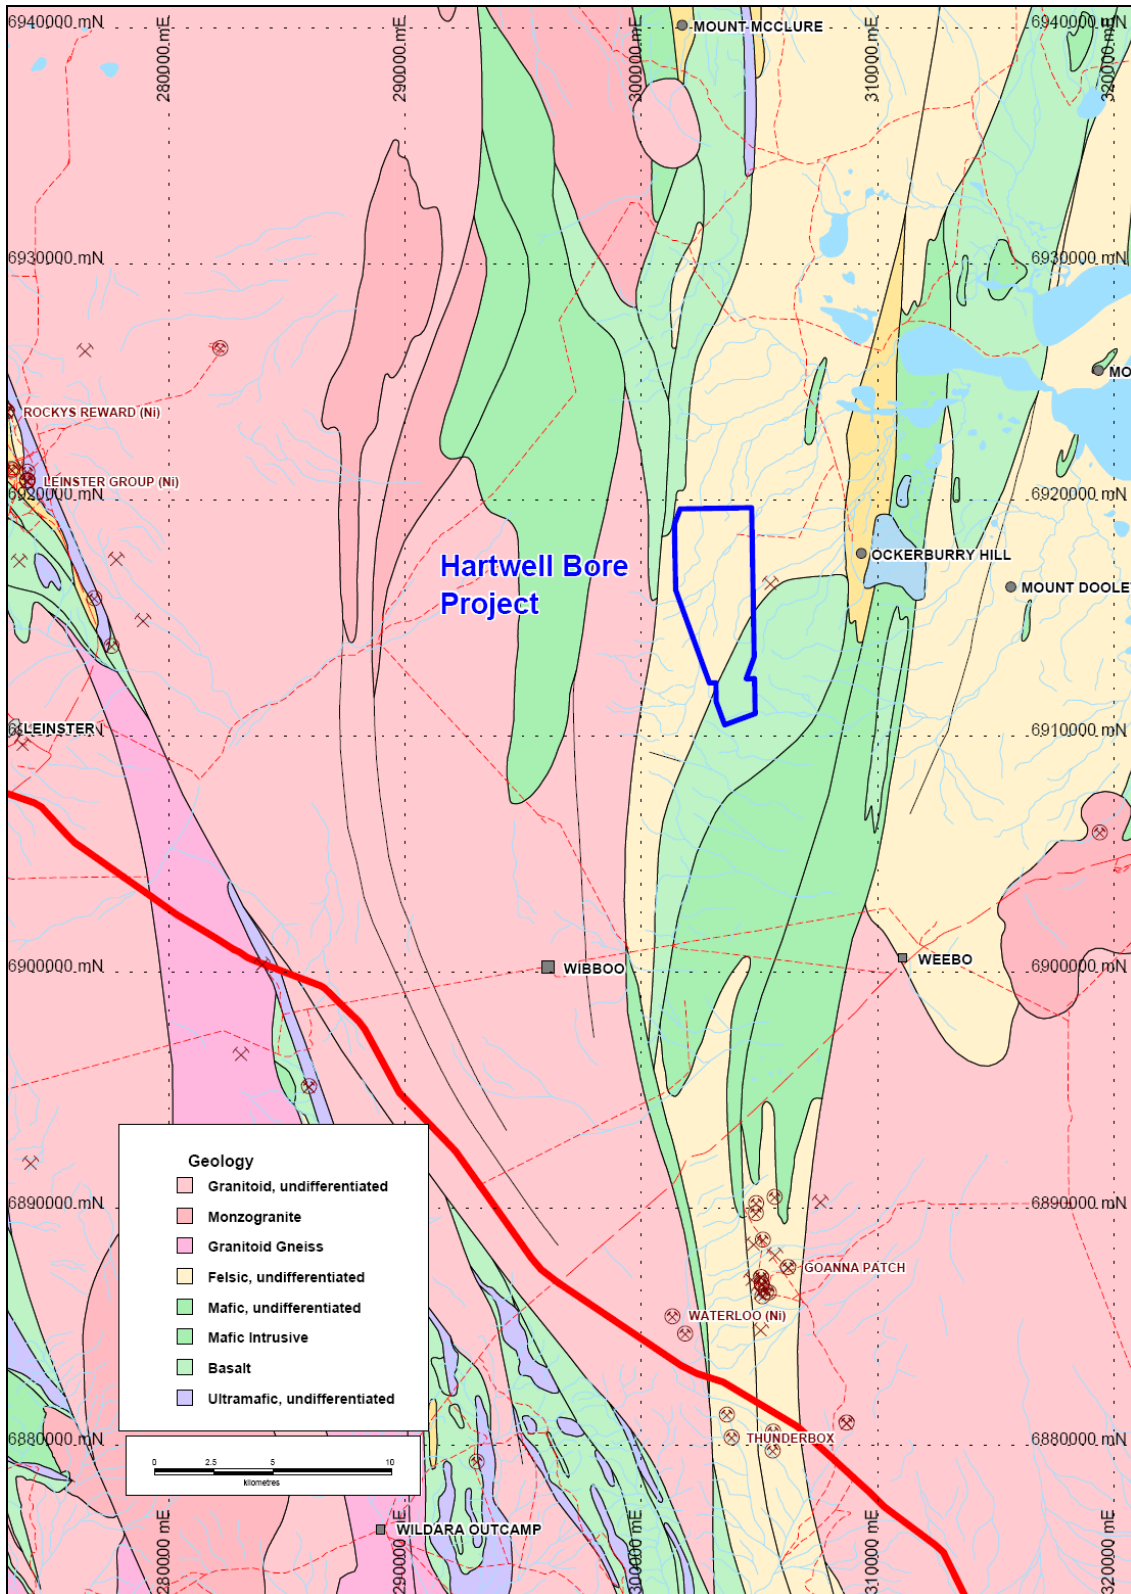 6940000 mN
6940000 mN
280000 mE
290000 mE
300000 mE
310000 mE
320000 mE
MOUNT MCCLURE
6930000 mN
6930000 mN
MO
ROCKYS REWARD (Ni)
LEINSTER GROUP (Ni)
6920000 mN
6920000 mN
Hartwell Bore
Project
OCKERBURRY HILL
MOUNT DOOLE
LEINSTER
6910000 mN
6900000 mN
WIBBOO
WEEBO
6900000 mN
Geology
Granitoid, undifferentiated
Monzogranite
Granitoid Gneiss
Felsic, undifferentiated
Mafic, undifferentiated
Mafic Intrusive
Basalt
Ultramafic, undifferentiated
6890000 mN
6890000 mN
GOANNA PATCH
WATERLOO (Ni)
THUNDERBOX
6880000 mN
6880000 mN
0 2.5 5 10
kilometres
WILDARA OUTCAMP
280000 mE
290000 mE
300000 mE
310000 mE
320000 mE